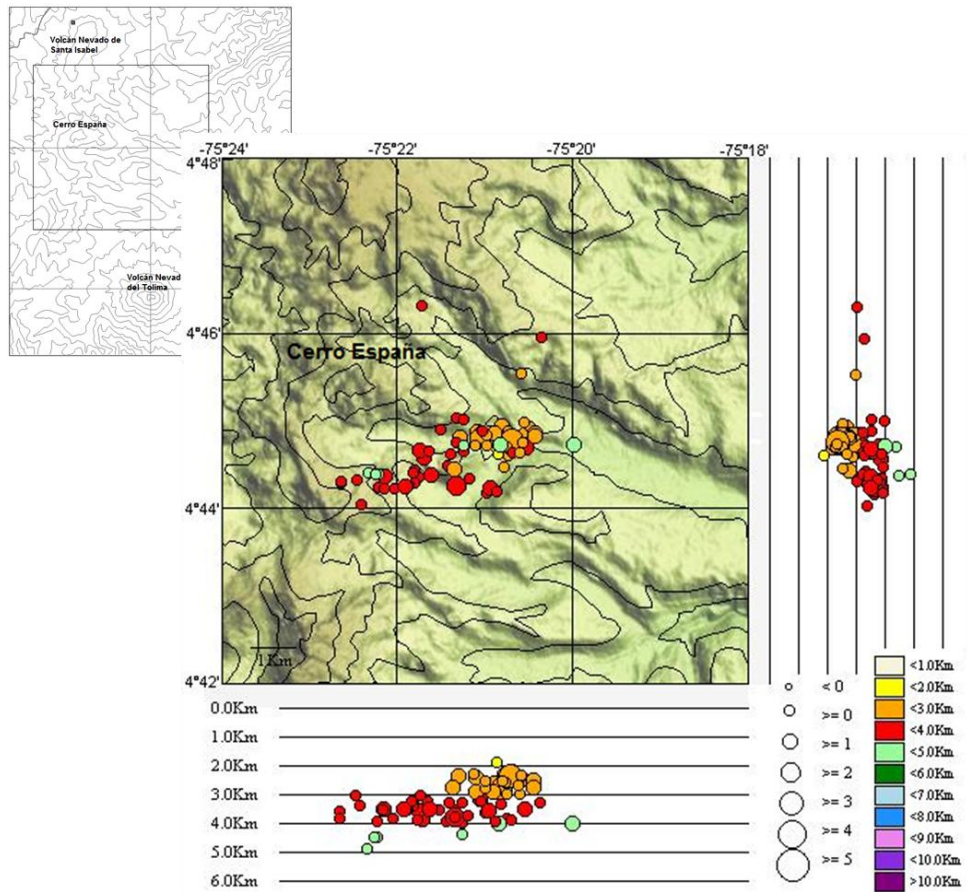 Volcán Nevado de
Santa Isabel
Cerro España
Volcán Nevad
del Tolima
-75°24' -75°22' -75°20' -75°18'
4°48'
4°46'
Cerro España
4°44'
1Km
4°42'
0.0Km
1.0Km
2.0Km
3.0Km
4.0Km
5.0Km
6.0Km
< 0
>= 0
>= 1
>= 2
>= 3
>= 4
>= 5
<1.0Km
<2.0Km
<3.0Km
<4.0Km
<5.0Km
<6.0Km
<7.0Km
<8.0Km
<9.0Km
<10.0Km
>10.0Km